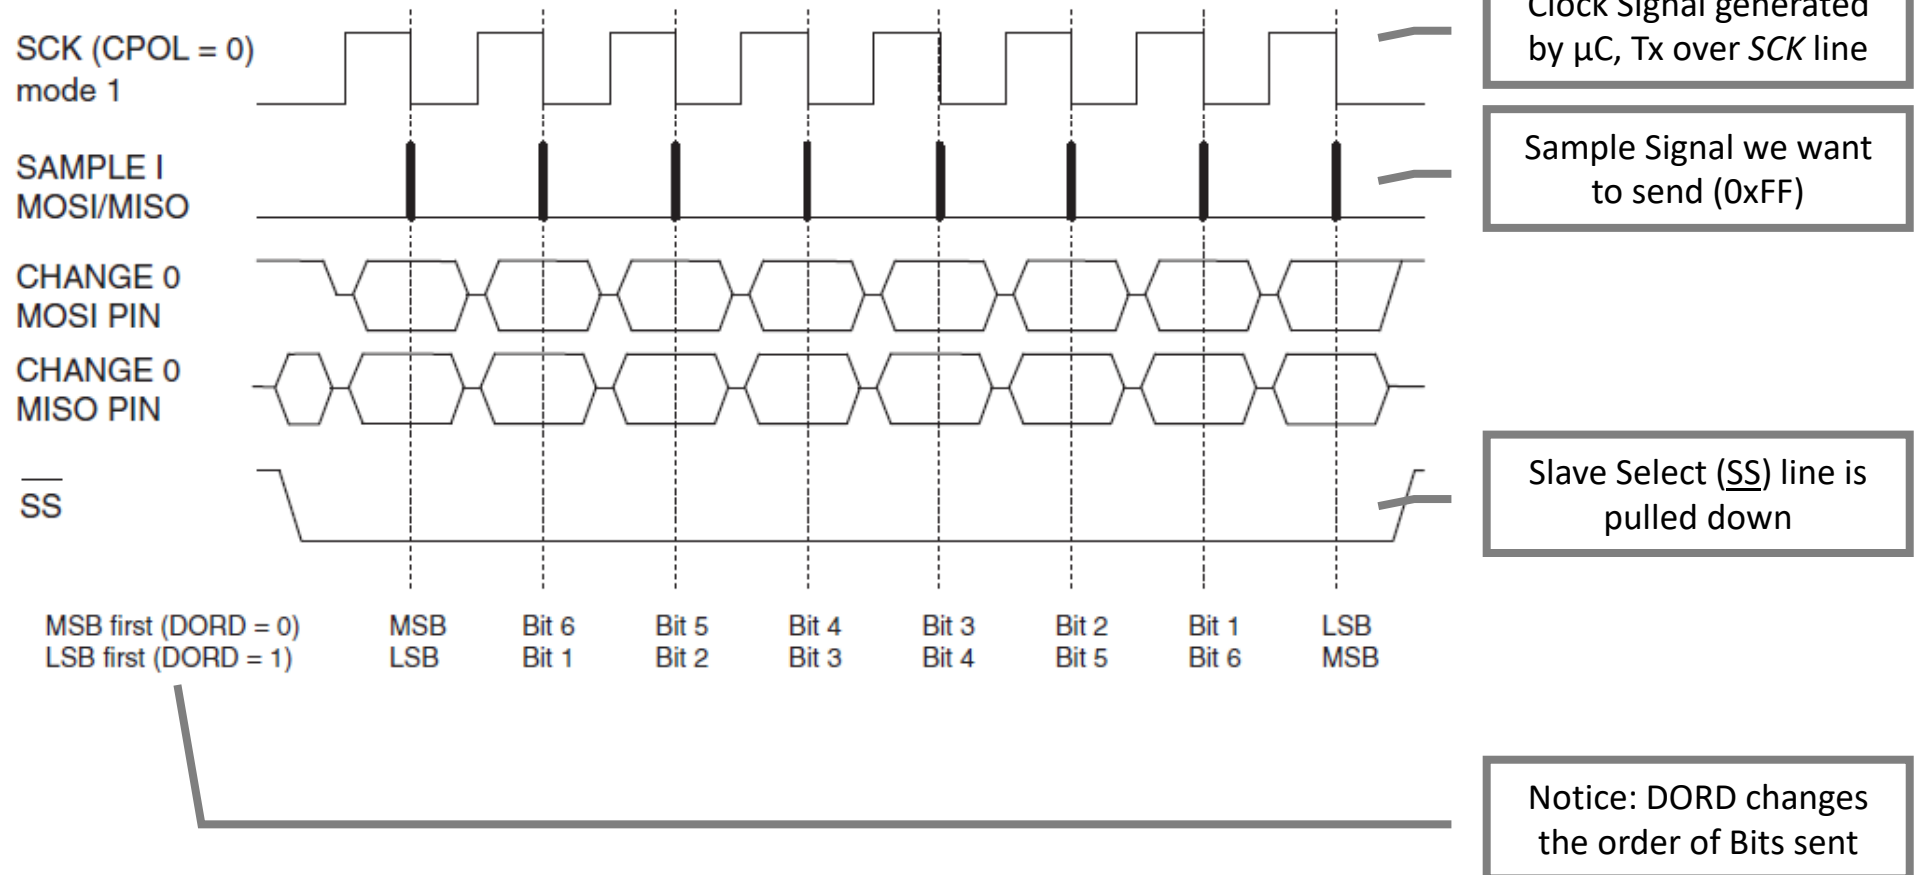 Clock Signal generated
by µC, Tx over SCK line
SCK (CPOL = 0)
mode 1
SAMPLE I
MOSI/MISO
Sample Signal we want
to send (0xFF)
CHANGE 0
MOSI PIN
CHANGE 0
MISO PIN
SS
Slave Select (SS) line is
pulled down
MSB first (DORD = 0) MSB Bit 6 Bit 5 Bit 4 Bit 3 Bit 2 Bit 1 LSB
LSB first (DORD = 1) LSB Bit 1 Bit 2 Bit 3 Bit 4 Bit 5 Bit 6 MSB
Notice: DORD changes
the order of Bits sent